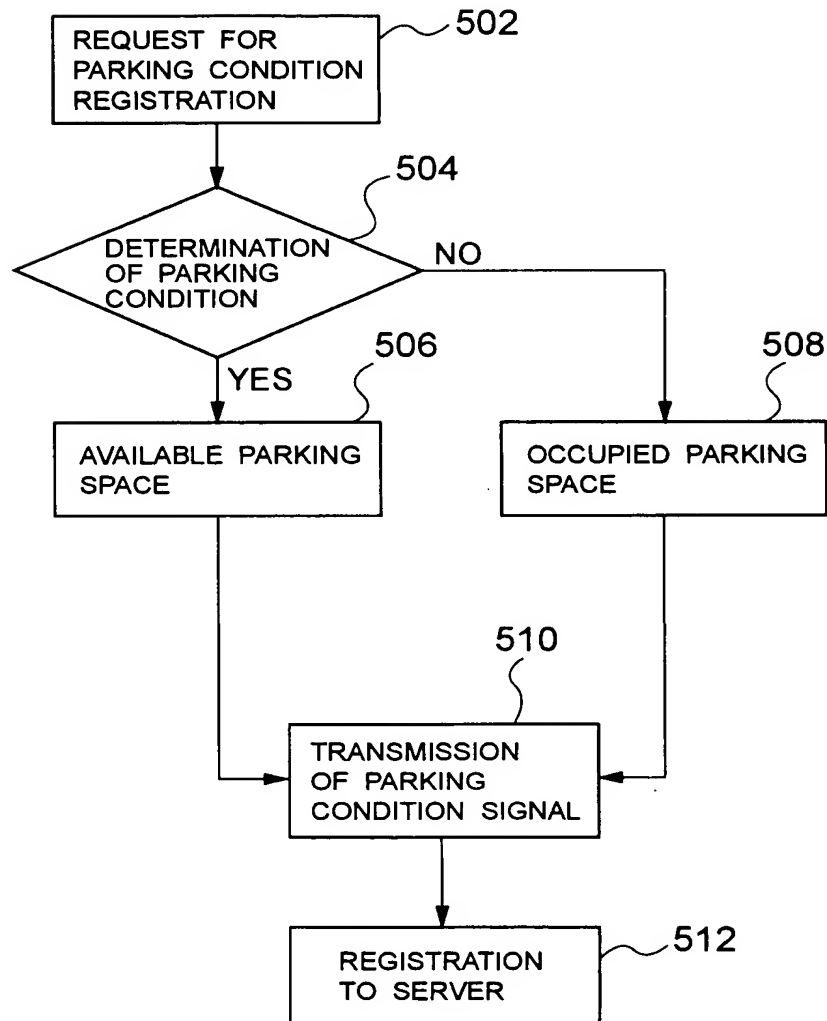 REQUEST FOR
PARKING CONDITION
REGISTRATION
502
504
DETERMINATION
OF PARKING
CONDITION
NO
YES
506
508
AVAILABLE PARKING
SPACE
OCCUPIED PARKING
SPACE
510
TRANSMISSION
OF PARKING
CONDITION SIGNAL
REGISTRATION
TO SERVER
512